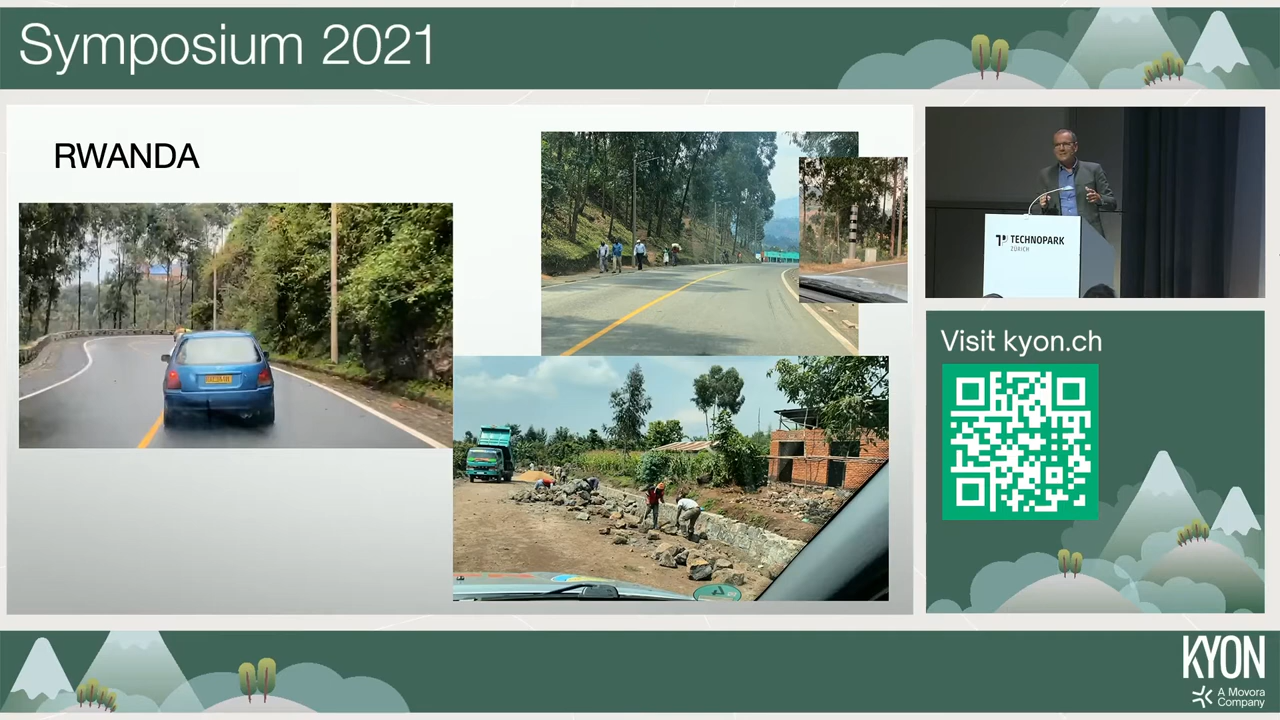 Symposium 2021
RWANDA
TECHNOPARK
ZÜRICH
Visit kyon.ch
KYON
A Movora
Company